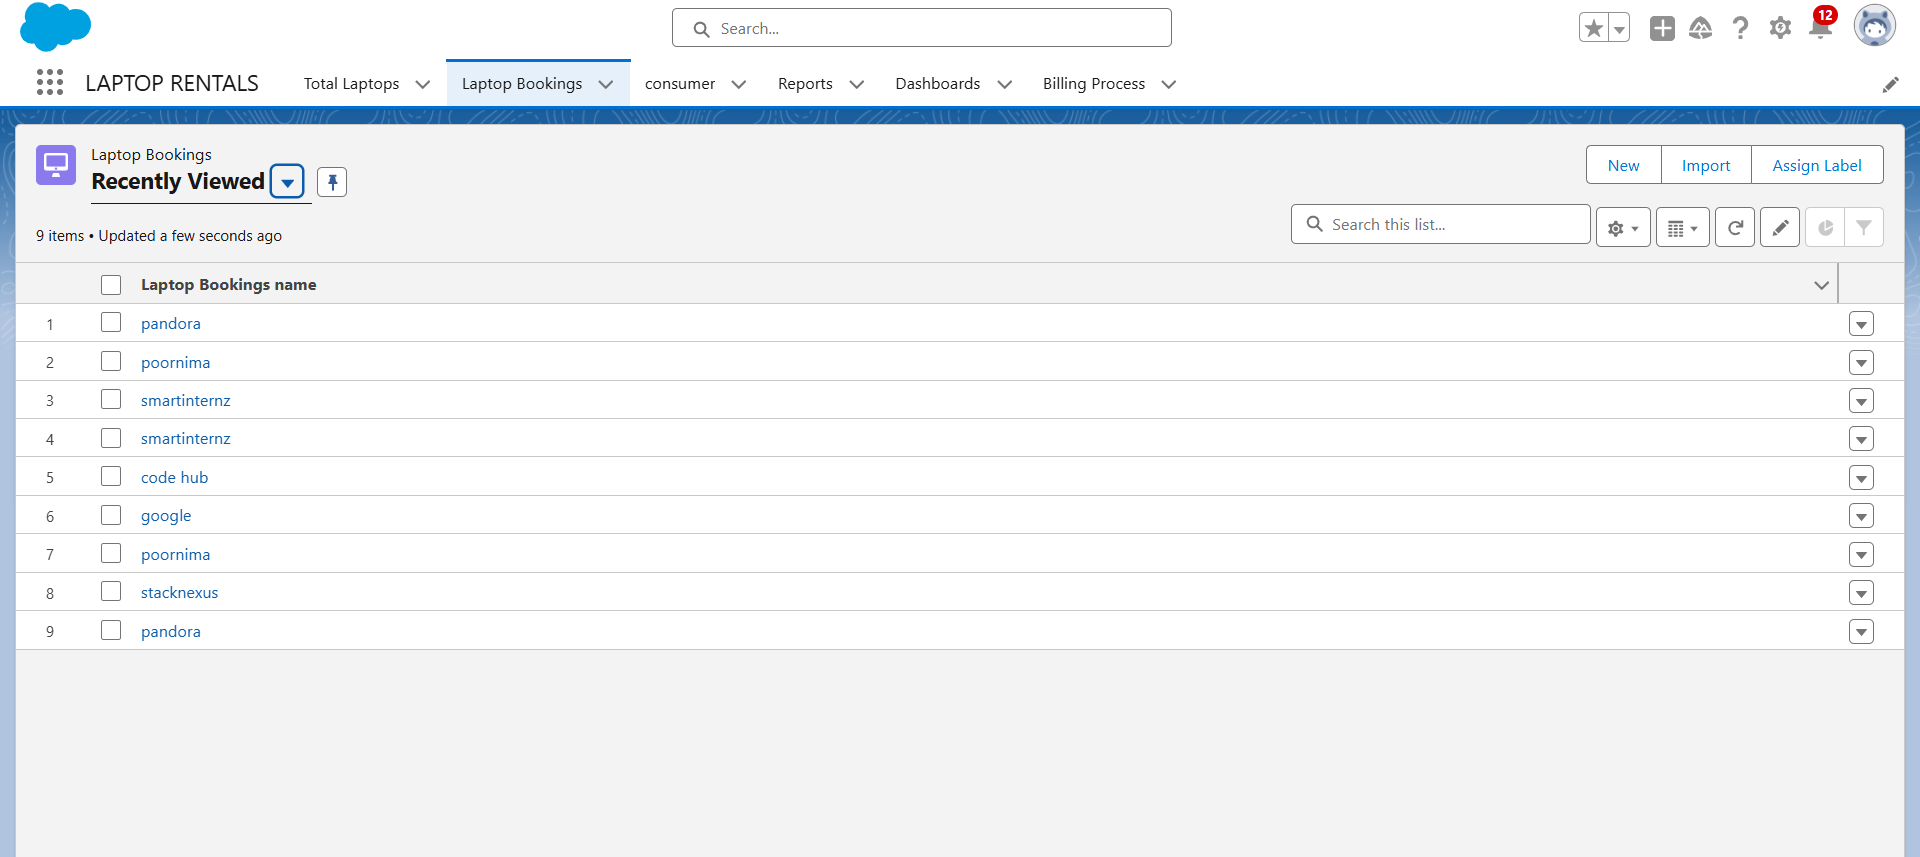 Search...
12
LAPTOP RENTALS
Total Laptops
Laptop Bookings
consumer
Reports
Dashboards
Billing Process
Laptop Bookings
Recently Viewed
New
Import
Assign Label
9 items • Updated a few seconds ago
Search this list...
Laptop Bookings name
1 pandora
2 poornima
3 smartinternz
4 smartinternz
5 code hub
6 google
7 poornima
8 stacknexus
9 pandora